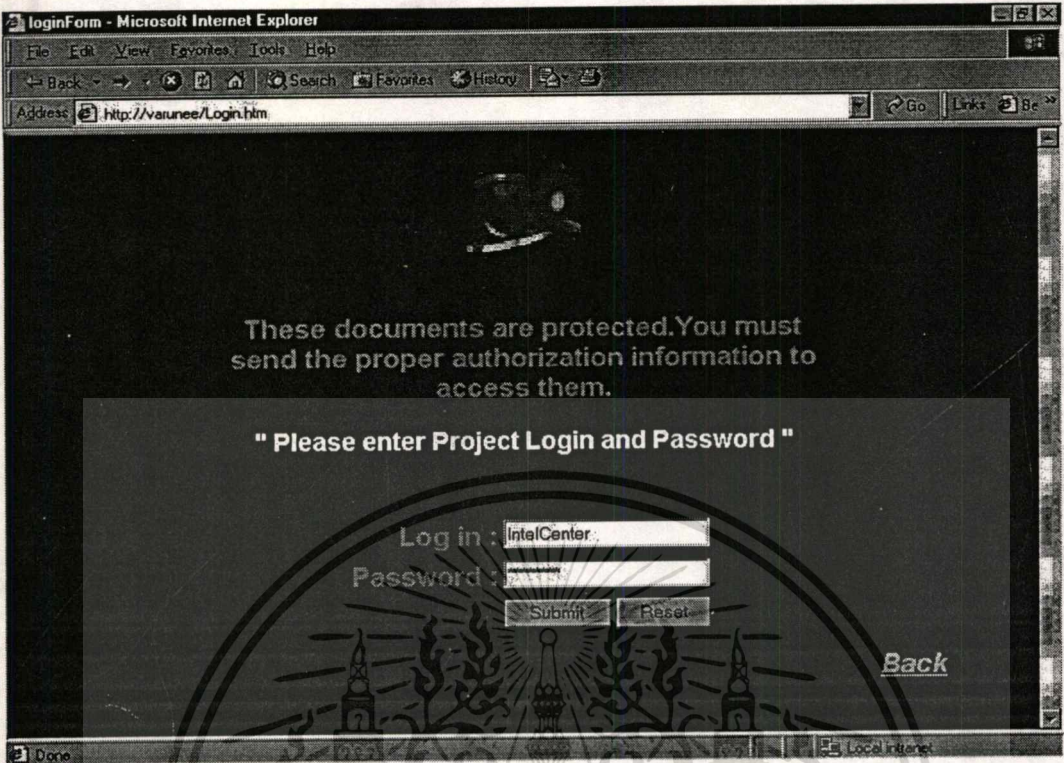 loginForm - Microsoft Internet Explorer
File Edit View Favorites Tools Help
Back Search Favorites History
Address http://varunee/Login.htm Go Links Be »
These documents are protected.You must
send the proper authorization information to
access them.
" Please enter Project Login and Password "
Log in : IntelCenter
Password : *********
Submit Reset
Back
Done Local intranet